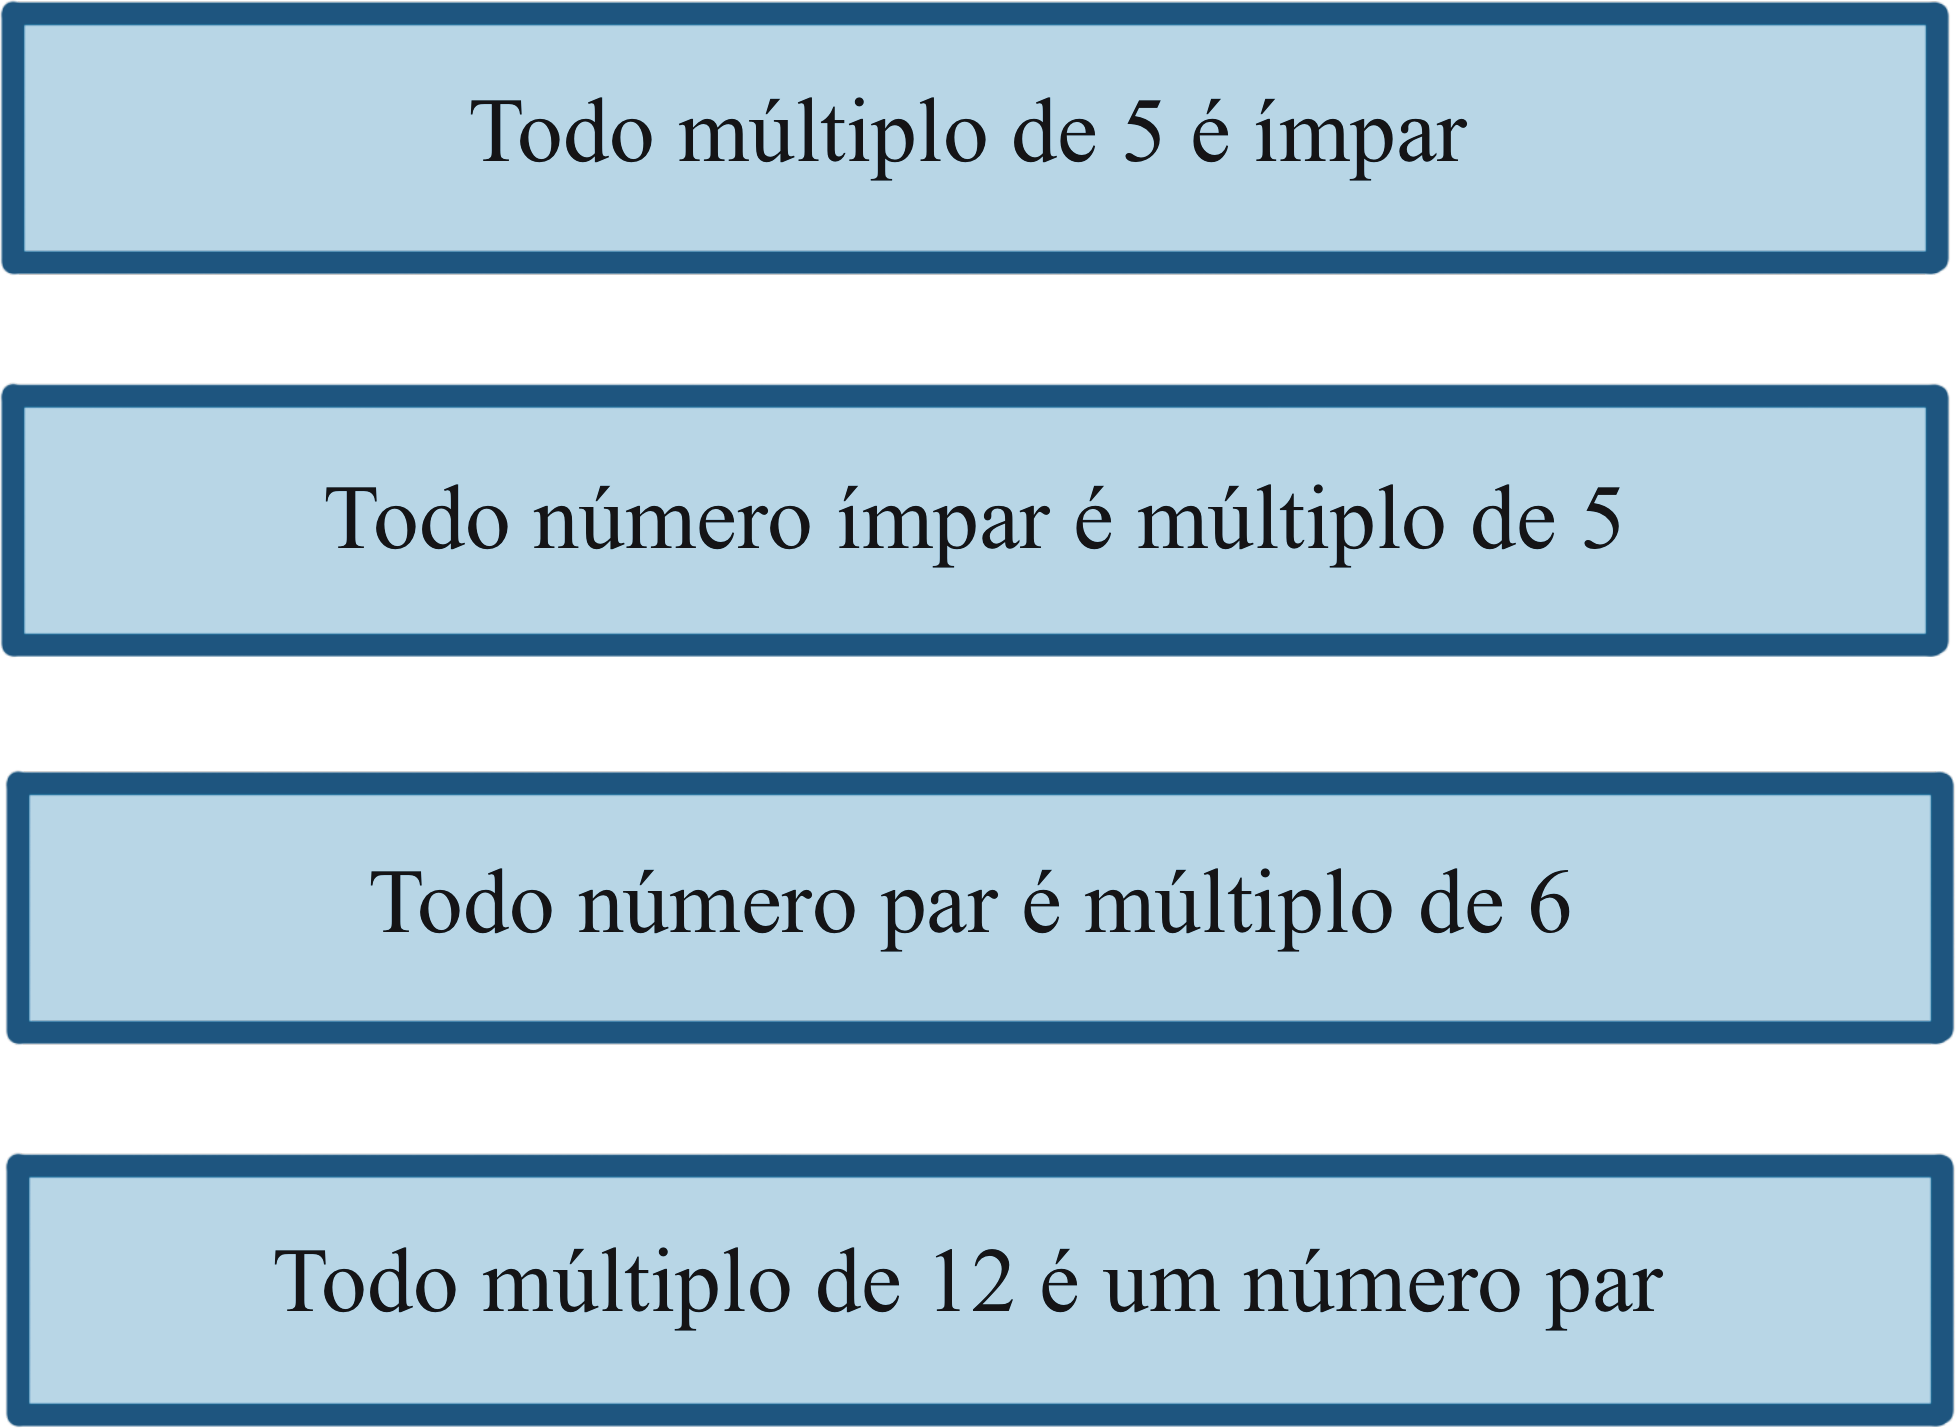 Todo múltiplo de 5 é ímpar
Todo número ímpar é múltiplo de 5
Todo número par é múltiplo de 6
Todo múltiplo de 12 é um número par